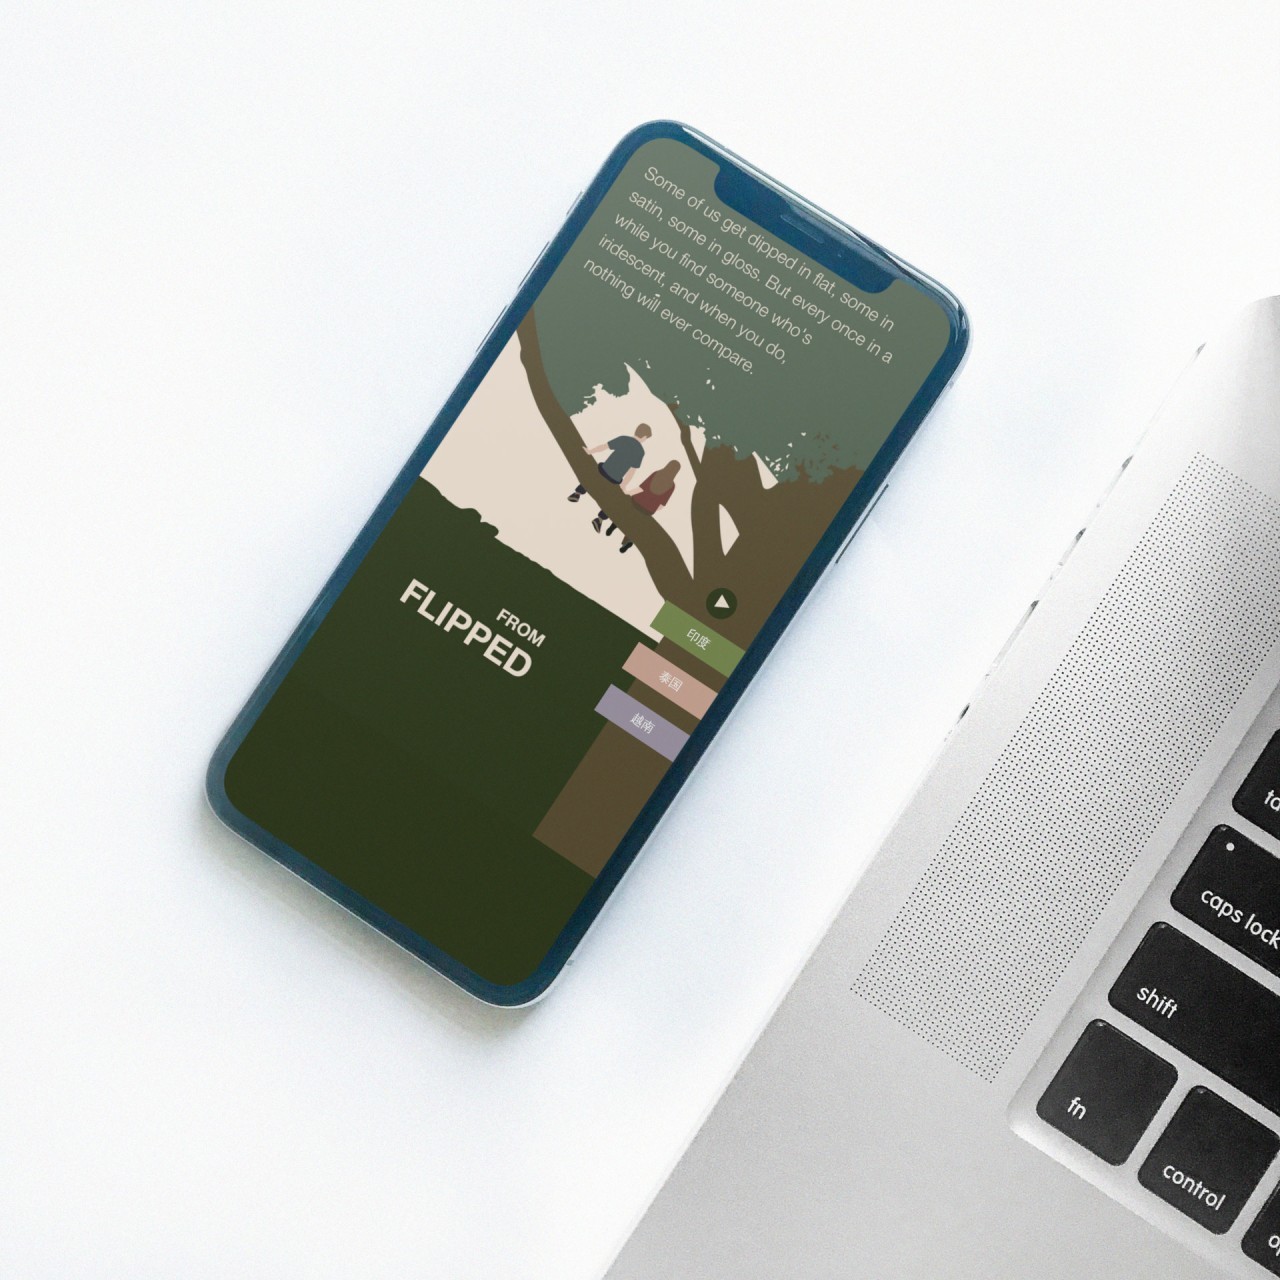 Some of us get dipped in flat, some in
satin, some in gloss. But every once in a
while you find someone who's
iridescent, and when you do,
nothing will ever compare.
FROM
FLIPPED
印度
泰国
越南
caps lock
shift
fn
control